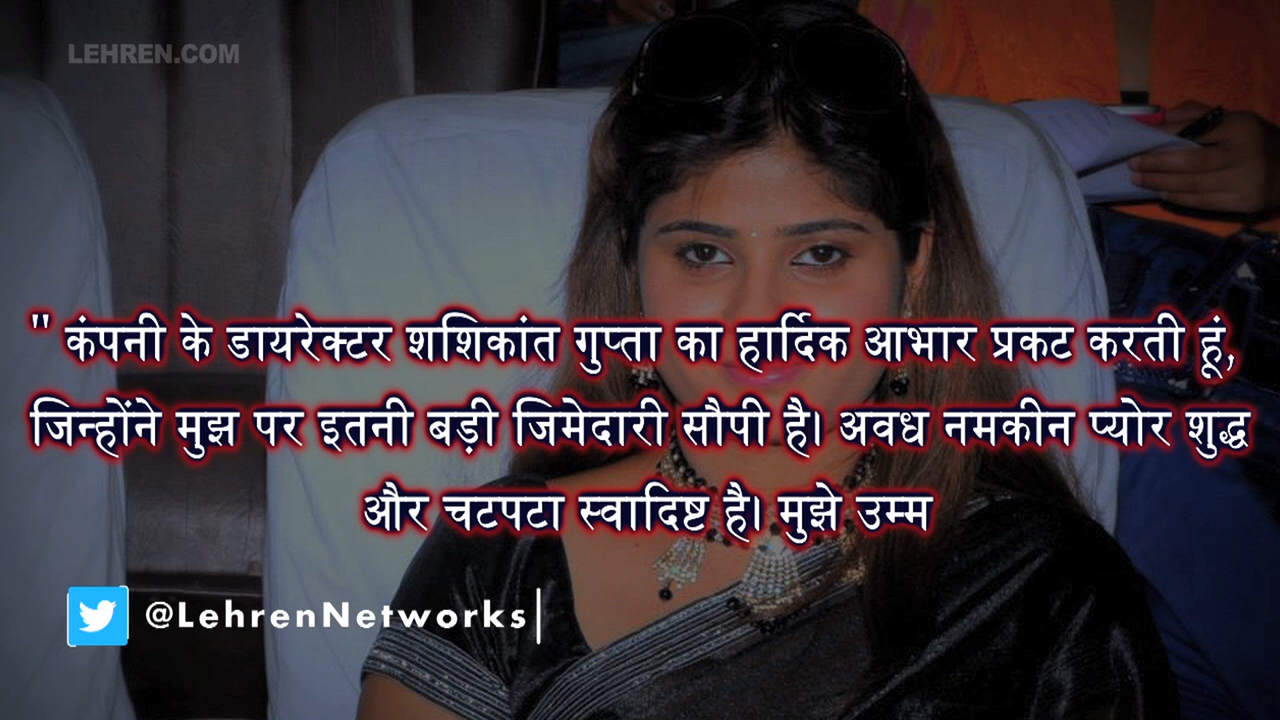 LEHREN.COM
" कंपनी के डायरेक्टर शशिकांत गुप्ता का हार्दिक आभार प्रकट करती हूं,
जिन्होंने मुझ पर इतनी बड़ी जिमेदारी सौपी है। अवध नमकीन प्योर शुद्ध
और चटपटा स्वादिष्ट है। मुझे उम्म
@LehrenNetworks